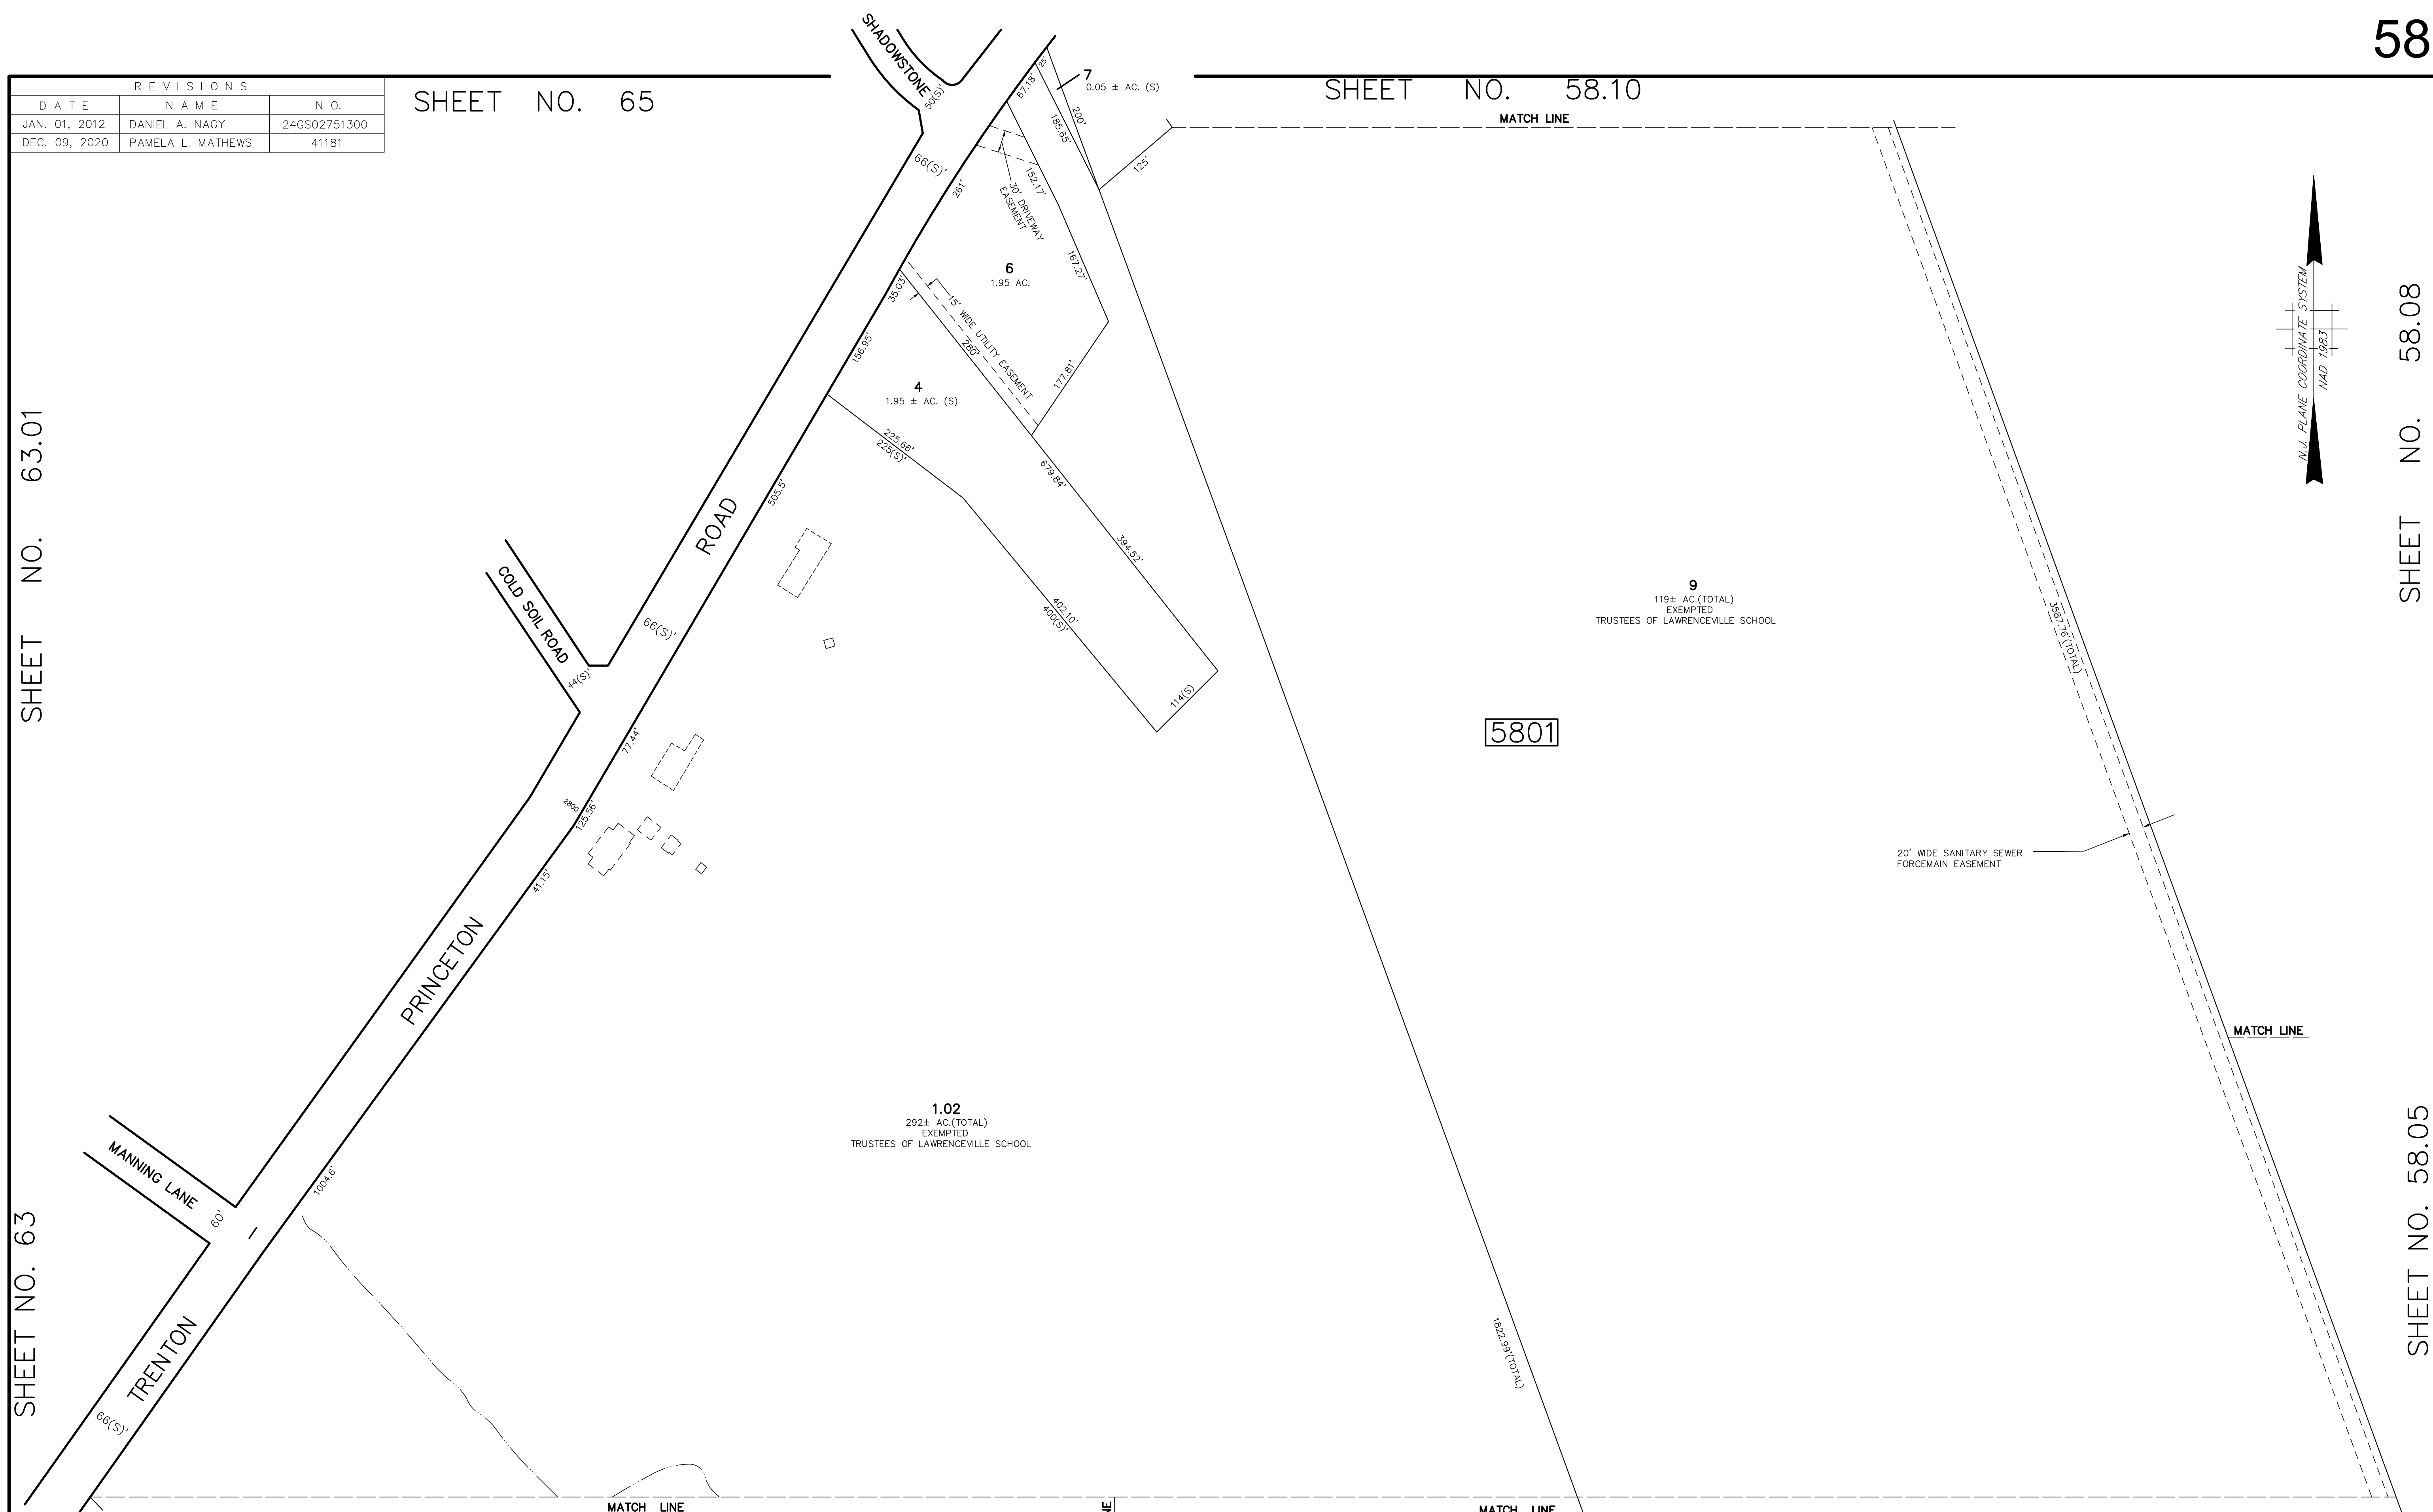 58
REVISIONS
DATE NAME NO.
JAN. 01, 2012 DANIEL A. NAGY 24GS02751300
DEC. 09, 2020 PAMELA L. MATHEWS 41181
SHEET NO. 65
SHEET NO. 58.10
MATCH LINE
SHADOWSTONE
50(S)'
66(S)'
67.18'
25'
7
0.05 ± AC. (S)
200'
185.65'
125'
152.17'
30' DRIVEWAY
EASEMENT
261'
167.27'
6
1.95 AC.
35.03'
15' WIDE UTILITY EASEMENT
280'
177.81'
156.95'
4
1.95 ± AC. (S)
225.66'
225(S)'
679.84'
394.52'
402.10'
400(S)'
114(S)
505.5'
ROAD
COLD SOIL ROAD
66(S)'
44(S)'
77.44'
2800
125.56'
41.15'
PRINCETON
1004.6'
MANNING LANE
60'
TRENTON
66(S)'
SHEET NO. 63.01
SHEET NO. 63
9
119± AC.(TOTAL)
EXEMPTED
TRUSTEES OF LAWRENCEVILLE SCHOOL
5801
3587.76'(TOTAL)
20' WIDE SANITARY SEWER
FORCEMAIN EASEMENT
MATCH LINE
1.02
292± AC.(TOTAL)
EXEMPTED
TRUSTEES OF LAWRENCEVILLE SCHOOL
1822.99'(TOTAL)
N.J. PLANE COORDINATE SYSTEM
NAD 1983
SHEET NO. 58.08
SHEET NO. 58.05
MATCH LINE
MATCH LINE